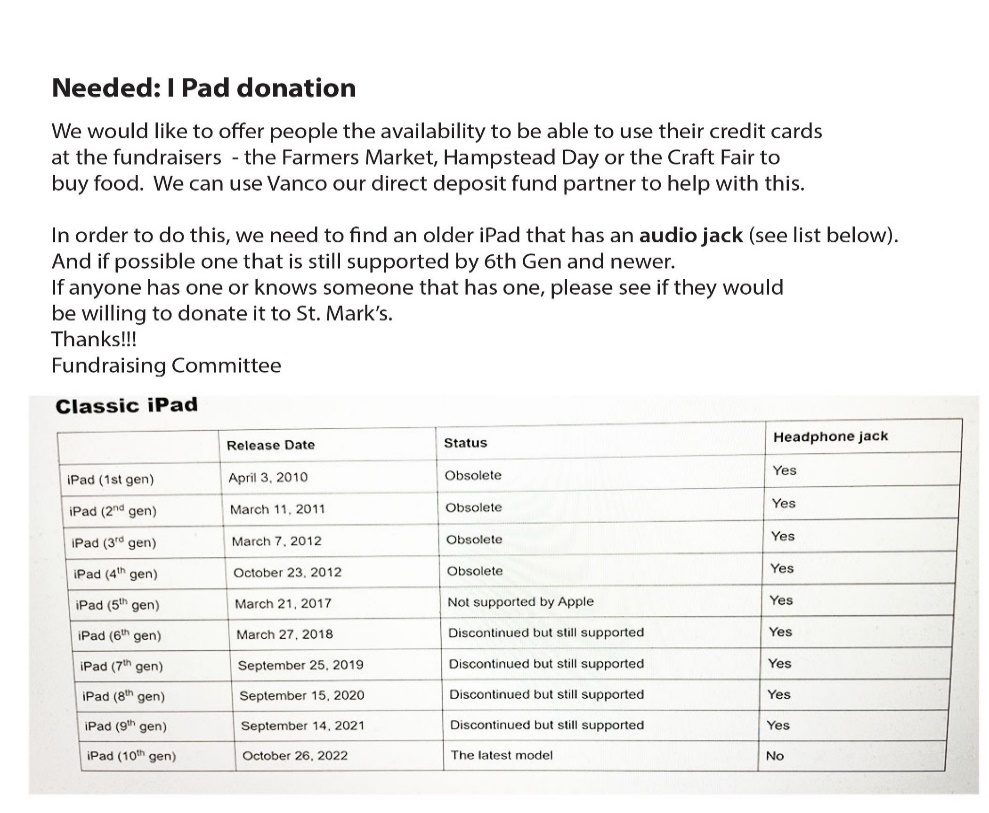 Needed: I Pad donation
We would like to offer people the availability to be able to use their credit cards
at the fundraisers  - the Farmers Market, Hampstead Day or the Craft Fair to
buy food.  We can use Vanco our direct deposit fund partner to help with this.
In order to do this, we need to find an older iPad that has an audio jack (see list below).
And if possible one that is still supported by 6th Gen and newer.
If anyone has one or knows someone that has one, please see if they would
be willing to donate it to St. Mark's.
Thanks!!!
Fundraising Committee
Classic iPad
Release Date Status Headphone jack
iPad (1st gen) April 3, 2010 Obsolete Yes
iPad (2nd gen) March 11, 2011 Obsolete Yes
iPad (3rd gen) March 7, 2012 Obsolete Yes
iPad (4th gen) October 23, 2012 Obsolete Yes
iPad (5th gen) March 21, 2017 Not supported by Apple Yes
iPad (6th gen) March 27, 2018 Discontinued but still supported Yes
iPad (7th gen) September 25, 2019 Discontinued but still supported Yes
iPad (8th gen) September 15, 2020 Discontinued but still supported Yes
iPad (9th gen) September 14, 2021 Discontinued but still supported Yes
iPad (10th gen) October 26, 2022 The latest model No